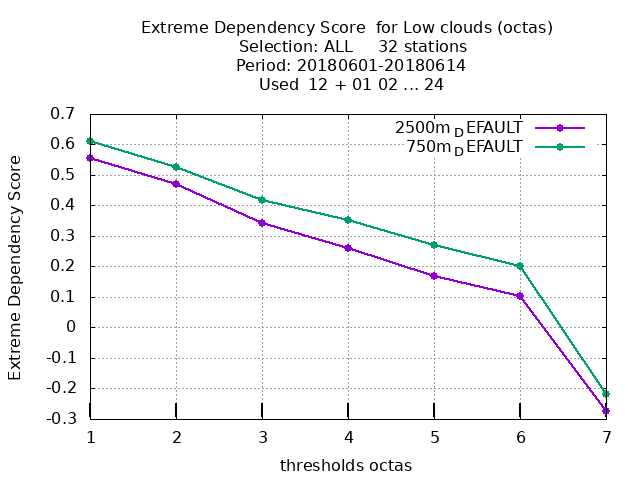 Extreme Dependency Score  for Low clouds (octas)
Selection: ALL     32 stations
Period: 20180601-20180614
Used  12 + 01 02 ... 24
2500m_DEFAULT
750m_DEFAULT
Extreme Dependency Score
0.7
0.6
0.5
0.4
0.3
0.2
0.1
0
-0.1
-0.2
-0.3
1 2 3 4 5 6 7
thresholds octas